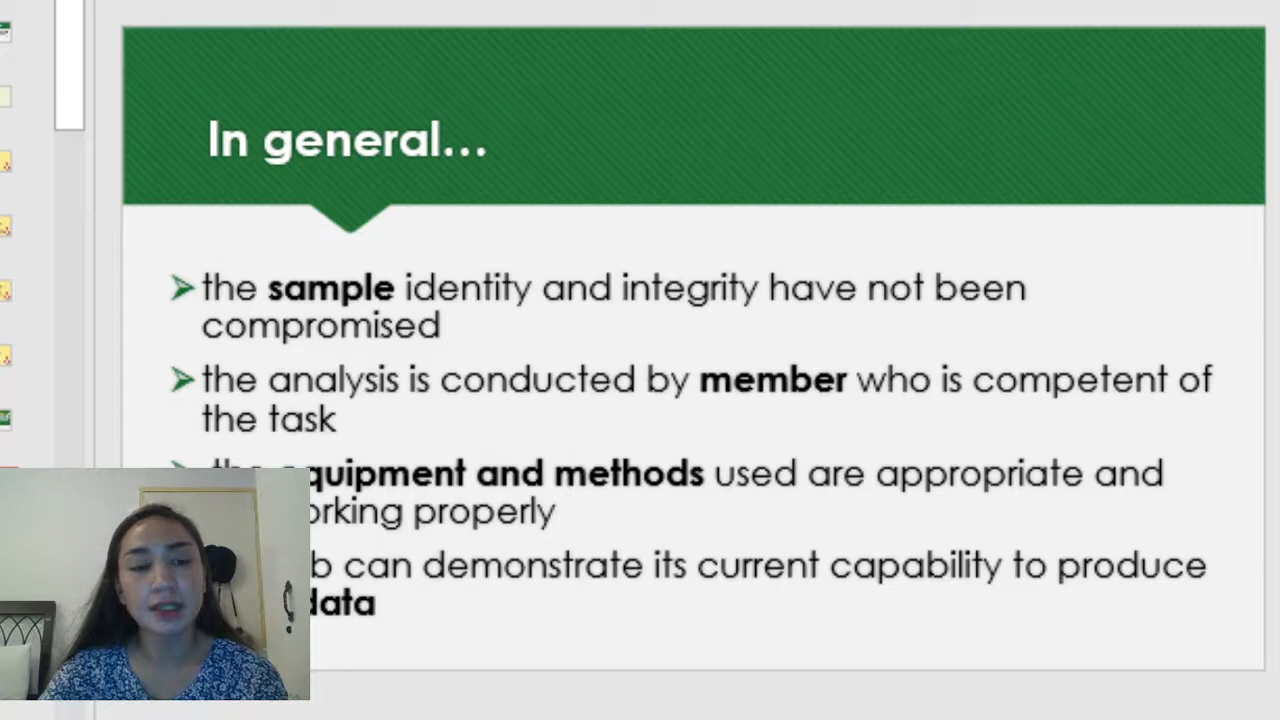 In general...
the sample identity and integrity have not been
compromised
the analysis is conducted by member who is competent of
the task
the equipment and methods used are appropriate and
working properly
can demonstrate its current capability to produce
data